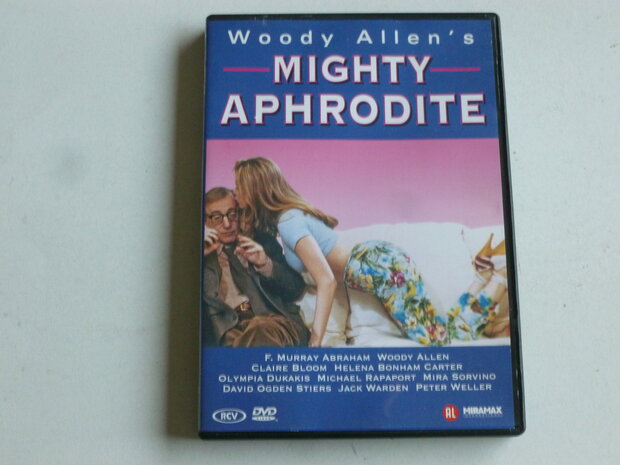 Woody Allen's
MIGHTY
APHRODITE
F. MURRAY ABRAHAM WOODY ALLEN
CLAIRE BLOOM HELENA BONHAM CARTER
OLYMPIA DUKAKIS MICHAEL RAPAPORT MIRA SORVINO
DAVID OGDEN STIERS JACK WARDEN PETER WELLER
RCV DVD VIDEO AL MIRAMAX